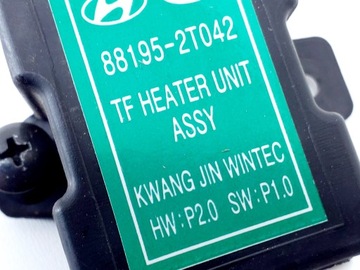 88195-2T042
TF HEATER UNIT
ASSY
KWANG JIN WINTEC
HW:P2.0 SW:P1.0